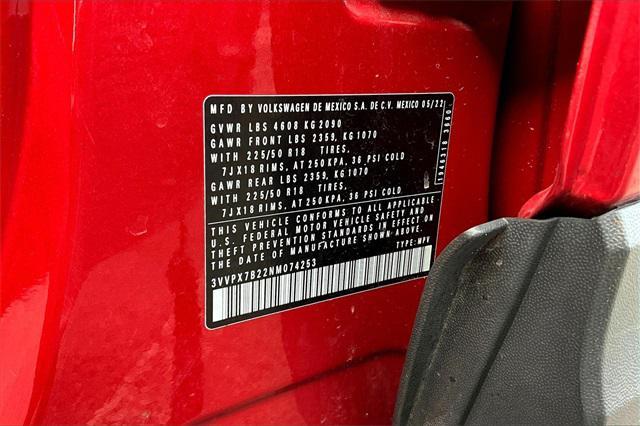 MFD BY VOLKSWAGEN DE MEXICO S.A. DE C.V. MEXICO 05/22
GVWR LBS 4608 KG 2090
GAWR FRONT LBS 2359, KG 1070
WITH 225/50 R18 TIRES,
7JX18 RIMS, AT 250 KPA, 36 PSI COLD
GAWR REAR LBS 2359, KG 1070
WITH 225/50 R18 TIRES,
7JX18 RIMS, AT 250 KPA, 36 PSI COLD
THIS VEHICLE CONFORMS TO ALL APPLICABLE
U.S. FEDERAL MOTOR VEHICLE SAFETY AND
THEFT PREVENTION STANDARDS IN EFFECT ON
THE DATE OF MANUFACTURE SHOWN ABOVE.
TYPE: MPV
3VVPX7B22NM074253